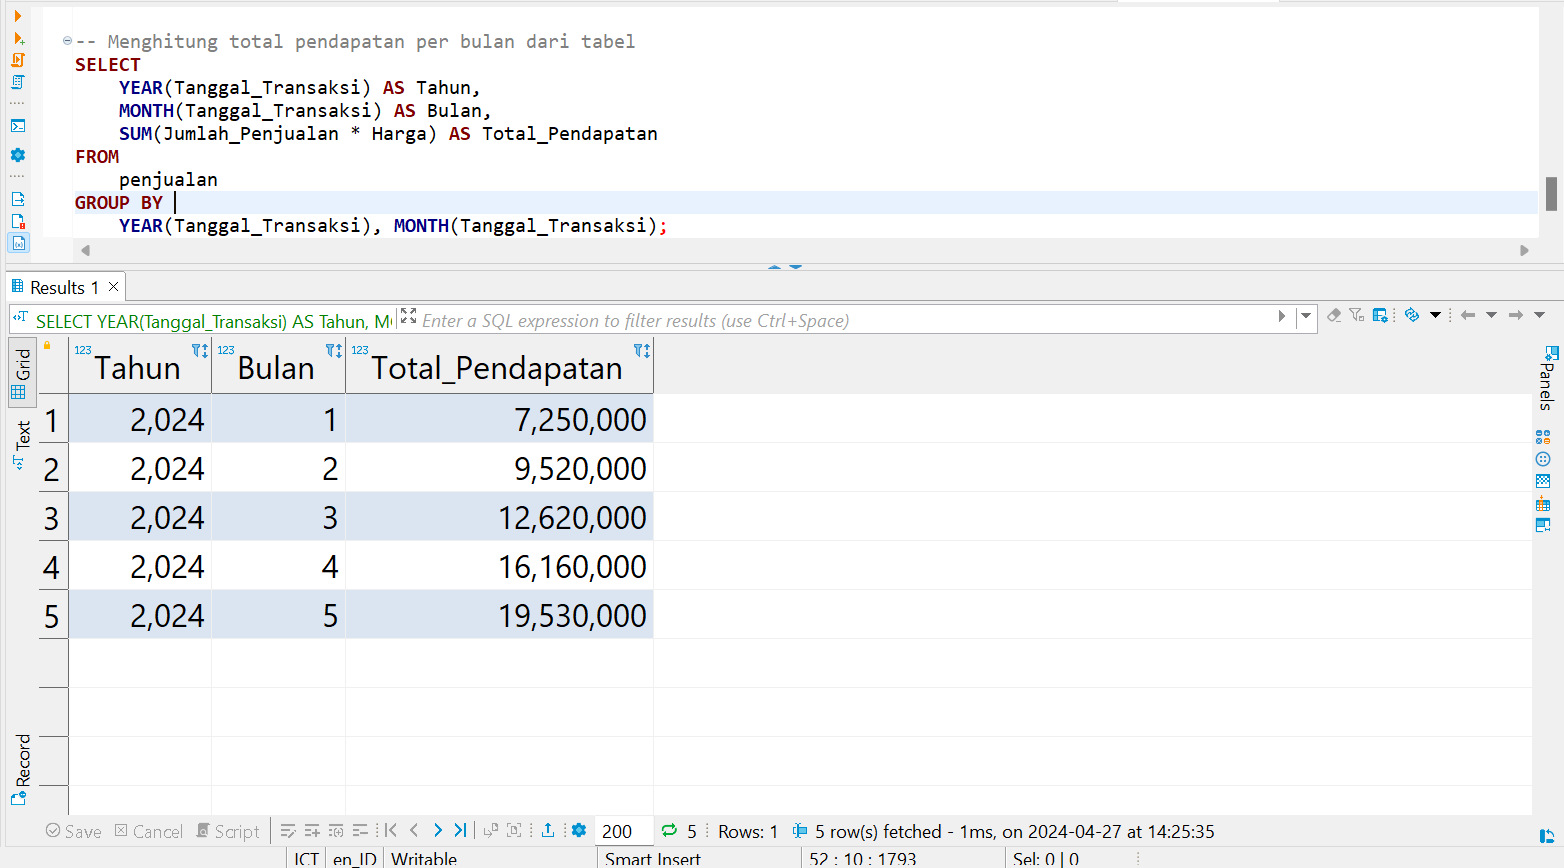 -- Menghitung total pendapatan per bulan dari tabel
SELECT
YEAR(Tanggal_Transaksi) AS Tahun,
MONTH(Tanggal_Transaksi) AS Bulan,
SUM(Jumlah_Penjualan * Harga) AS Total_Pendapatan
FROM
penjualan
GROUP BY
YEAR(Tanggal_Transaksi), MONTH(Tanggal_Transaksi);
Results 1
SELECT YEAR(Tanggal_Transaksi) AS Tahun, M Enter a SQL expression to filter results (use Ctrl+Space)
Grid
Text
Record
Panels
123 Tahun 123 Bulan 123 Total_Pendapatan
1 2,024 1 7,250,000
2 2,024 2 9,520,000
3 2,024 3 12,620,000
4 2,024 4 16,160,000
5 2,024 5 19,530,000
Save Cancel Script 200 5 Rows: 1 5 row(s) fetched - 1ms, on 2024-04-27 at 14:25:35
ICT en_ID Writable Smart Insert 52 : 10 : 1793 Sel: 0 | 0